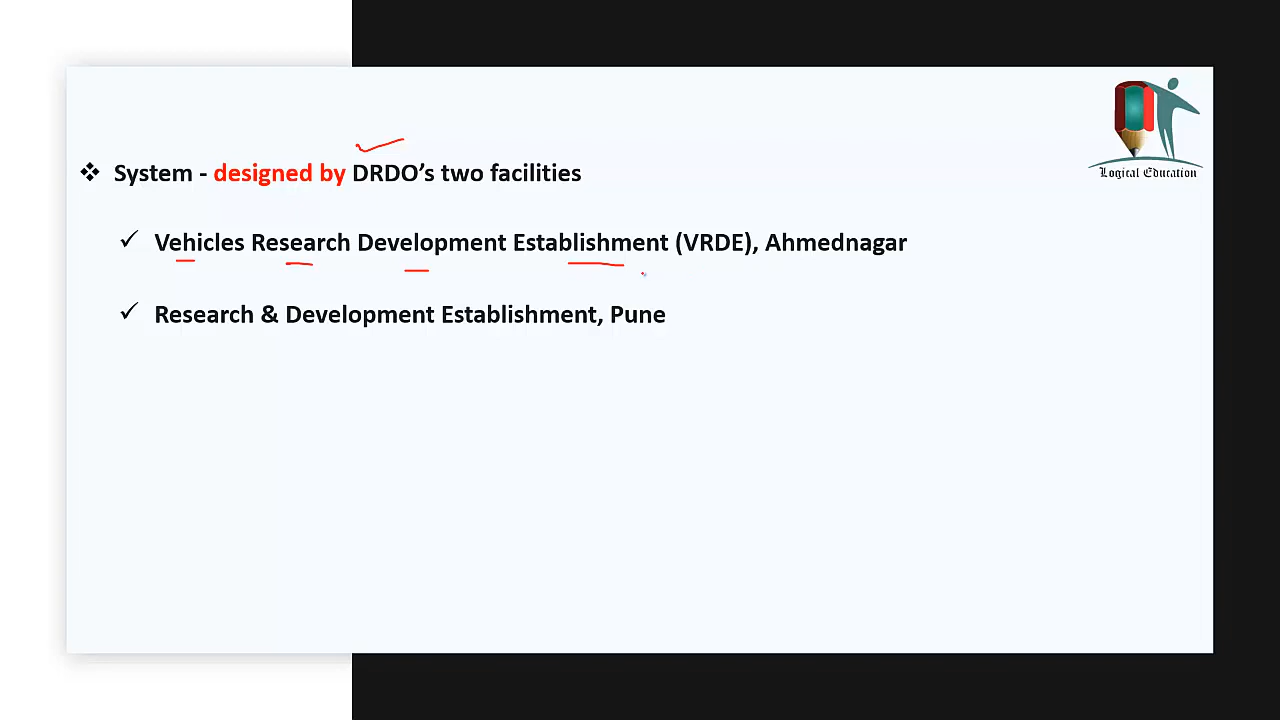 Logical Education
❖ System - designed by DRDO's two facilities
✓ Vehicles Research Development Establishment (VRDE), Ahmednagar
✓ Research & Development Establishment, Pune